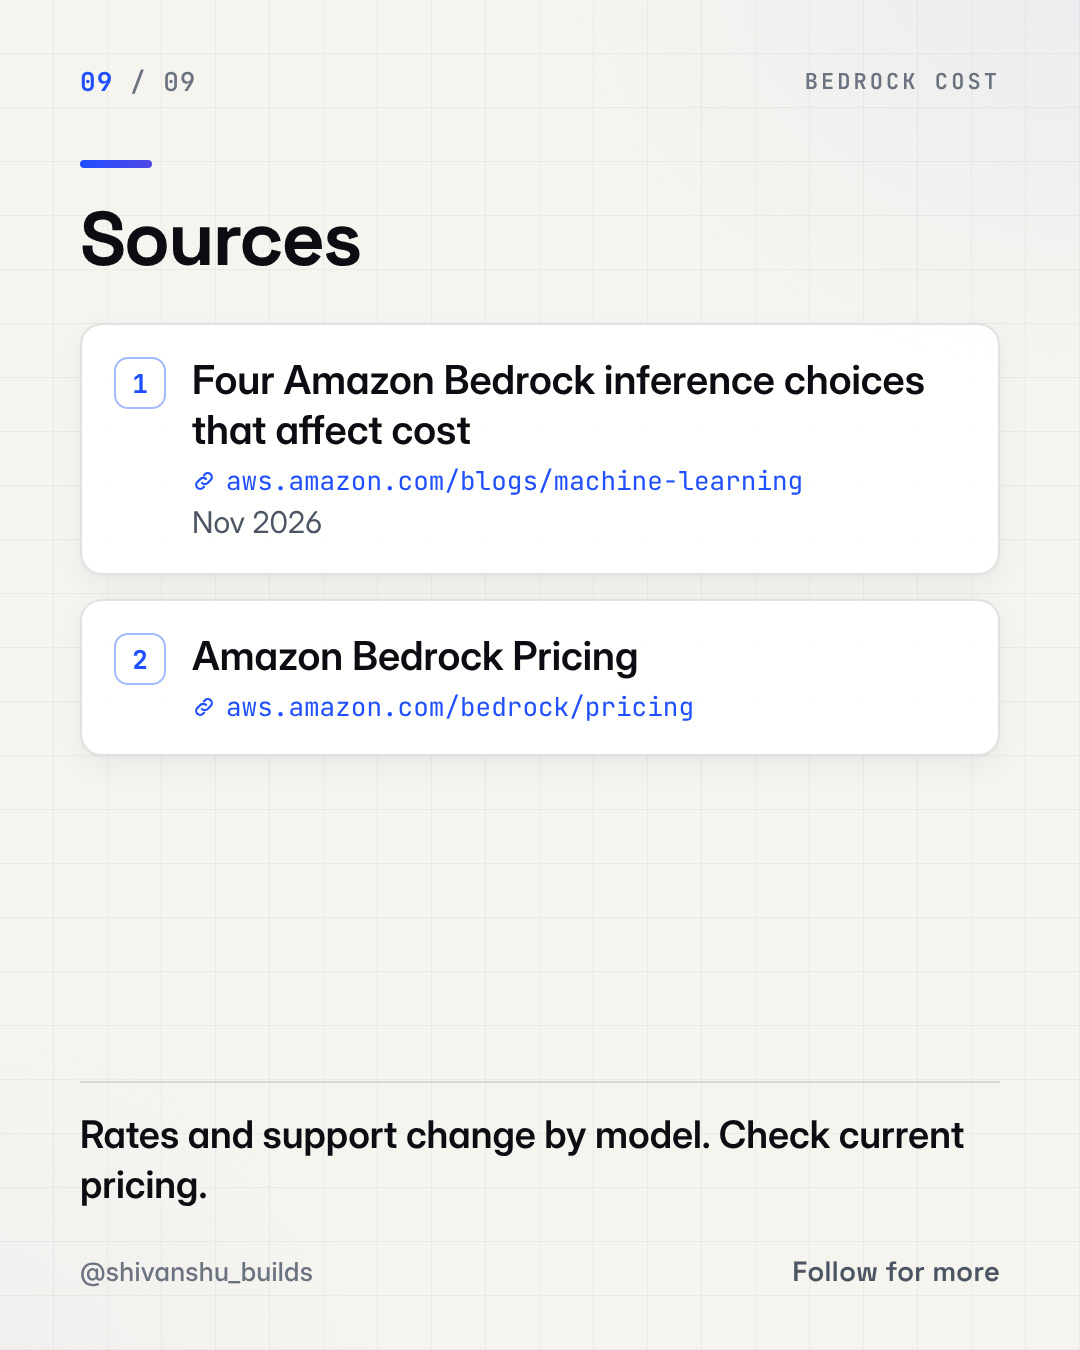 09 / 09
BEDROCK COST
Sources
1
Four Amazon Bedrock inference choices
that affect cost
aws.amazon.com/blogs/machine-learning
Nov 2026
2
Amazon Bedrock Pricing
aws.amazon.com/bedrock/pricing
Rates and support change by model. Check current
pricing.
@shivanshu_builds
Follow for more